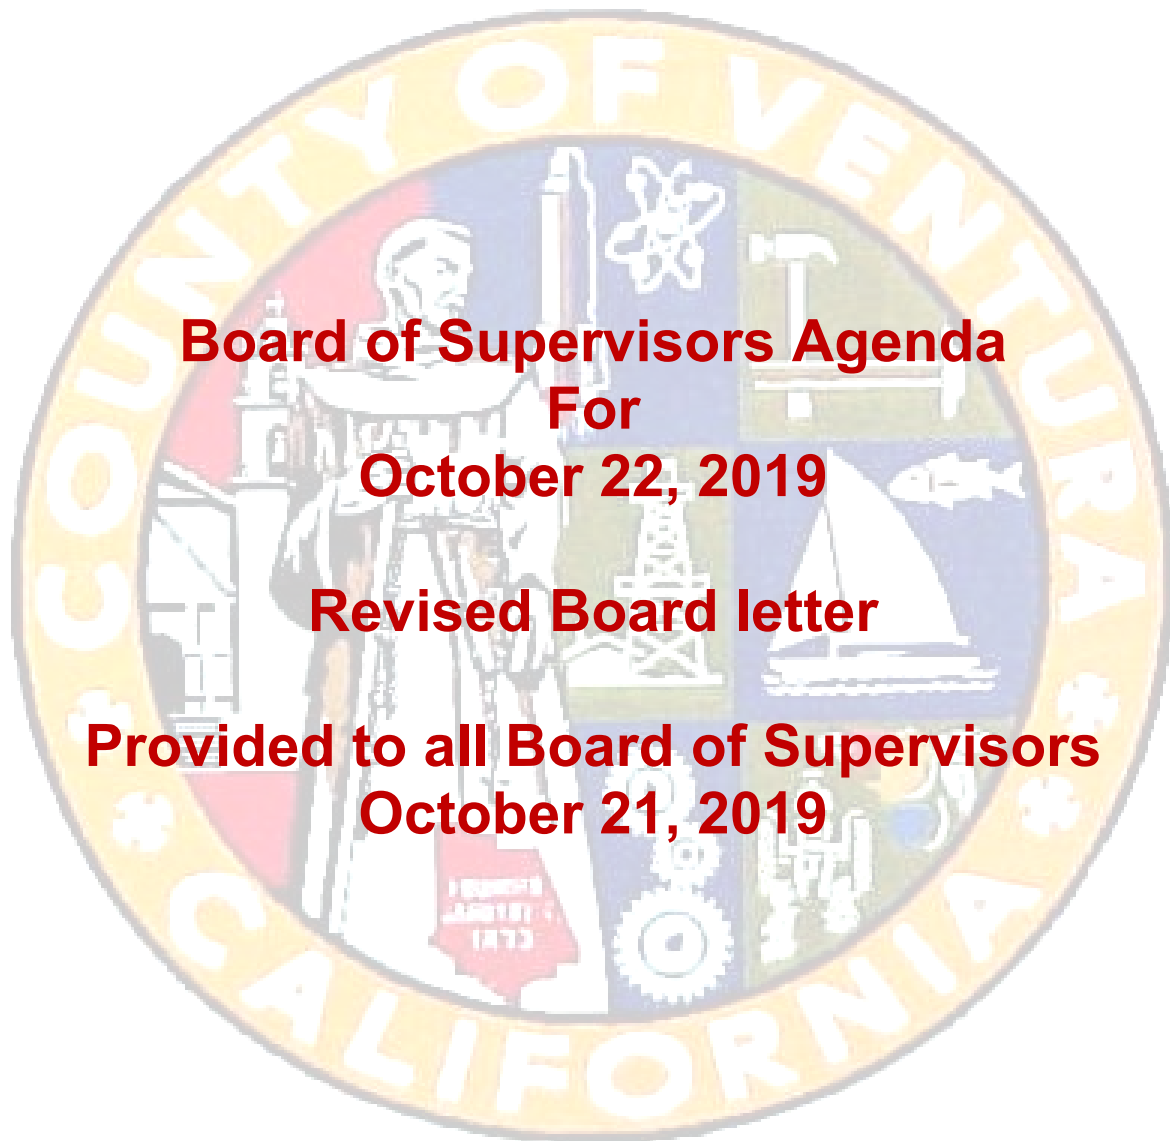 COUNTY OF VENTURA
Board of Supervisors Agenda
For
October 22, 2019
Revised Board letter
Provided to all Board of Supervisors
October 21, 2019
1873
CALIFORNIA